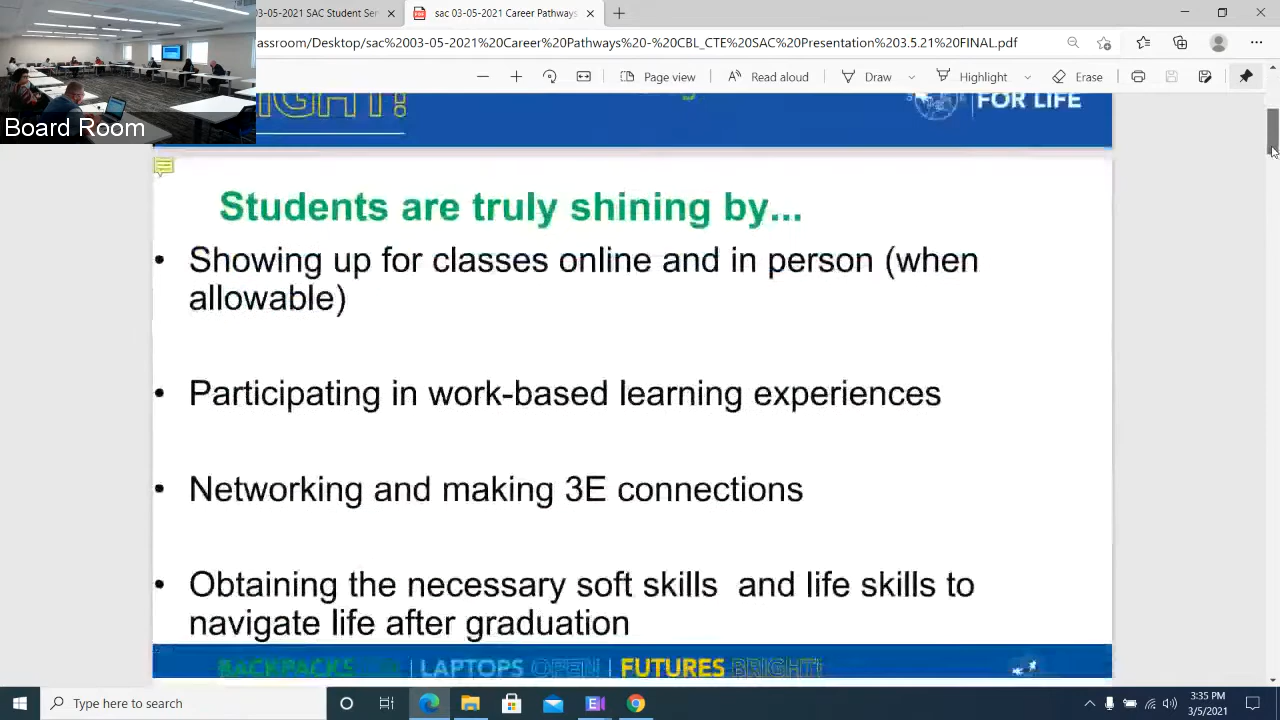 03-05-2021 SAC Student Ser
sac 03-05-2021 Career Pathways
assroom/Desktop/sac%2003-05-2021%20Career%20Pathways%20-%20CBL_CTE%20SAC%20Presentation%203.5.21%20FINAL.pdf
Page view
Read aloud
Draw
Highlight
Erase
Board Room
BRIGHT!
FOR LIFE
Students are truly shining by...
• Showing up for classes online and in person (when
allowable)
• Participating in work-based learning experiences
• Networking and making 3E connections
• Obtaining the necessary soft skills and life skills to
navigate life after graduation
BACKPACKS | LAPTOPS OPEN | FUTURES BRIGHT!
Type here to search
3:35 PM
3/5/2021